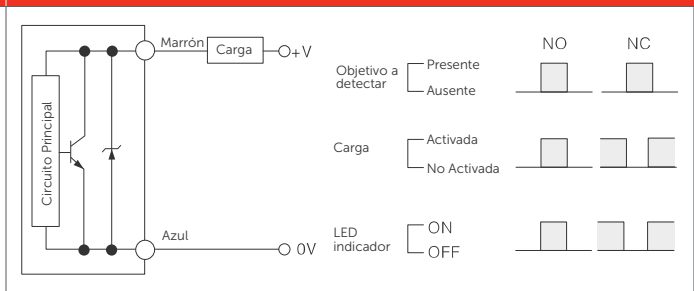 Circuito Principal
Marrón
Carga
+V
Azul
0V
NO NC
Objetivo a
detectar
Presente
Ausente
Carga
Activada
No Activada
LED
indicador
ON
OFF